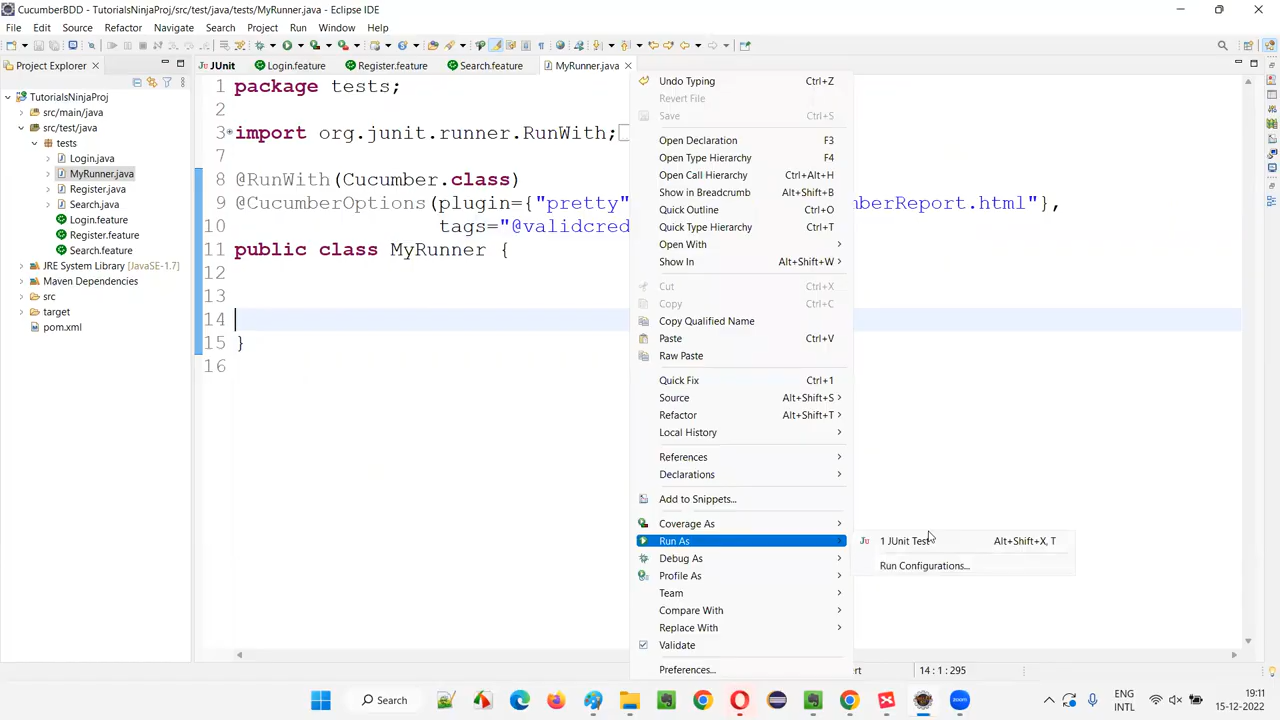 CucumberBDD - TutorialsNinjaProj/src/test/java/tests/MyRunner.java - Eclipse IDE
File Edit Source Refactor Navigate Search Project Run Window Help
Project Explorer
JUnit Login.feature Register.feature Search.feature MyRunner.java
TutorialsNinjaProj
src/main/java
src/test/java
tests
Login.java
MyRunner.java
Register.java
Search.java
Login.feature
Register.feature
Search.feature
JRE System Library [JavaSE-1.7]
Maven Dependencies
src
target
pom.xml
1 package tests;
2
3 import org.junit.runner.RunWith;
7
8 @RunWith(Cucumber.class)
9 @CucumberOptions(plugin={"pretty" mberReport.html"},
10 tags="@validcred
11 public class MyRunner {
12
13
14
15 }
16
Undo Typing Ctrl+Z
Revert File
Save Ctrl+S
Open Declaration F3
Open Type Hierarchy F4
Open Call Hierarchy Ctrl+Alt+H
Show in Breadcrumb Alt+Shift+B
Quick Outline Ctrl+O
Quick Type Hierarchy Ctrl+T
Open With
Show In Alt+Shift+W
Cut Ctrl+X
Copy Ctrl+C
Copy Qualified Name
Paste Ctrl+V
Raw Paste
Quick Fix Ctrl+1
Source Alt+Shift+S
Refactor Alt+Shift+T
Local History
References
Declarations
Add to Snippets...
Coverage As
Run As
Debug As
Profile As
Team
Compare With
Replace With
Validate
Preferences...
1 JUnit Test Alt+Shift+X, T
Run Configurations...
14 : 1 : 295
Search
ENG
INTL
19:11
15-12-2022
zoom